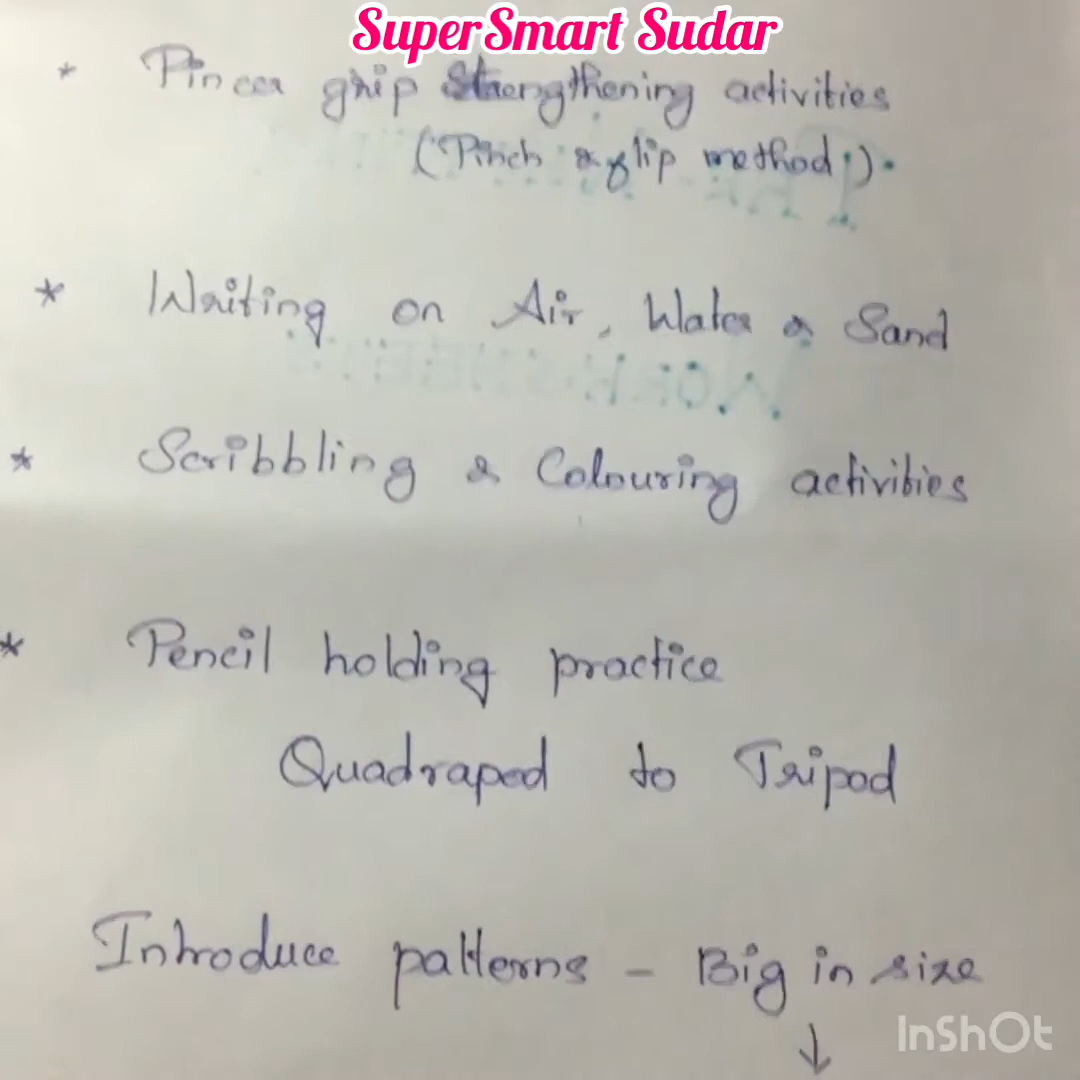 SuperSmart Sudar
* Pincer grip Strengthening activities
(Pinch & flip method).
* Writing on Air, Water & Sand
* Scribbling & Colouring activities
* Pencil holding practice
Quadraped to Tripod
Introduce patterns - Big in size
↓
InShOt